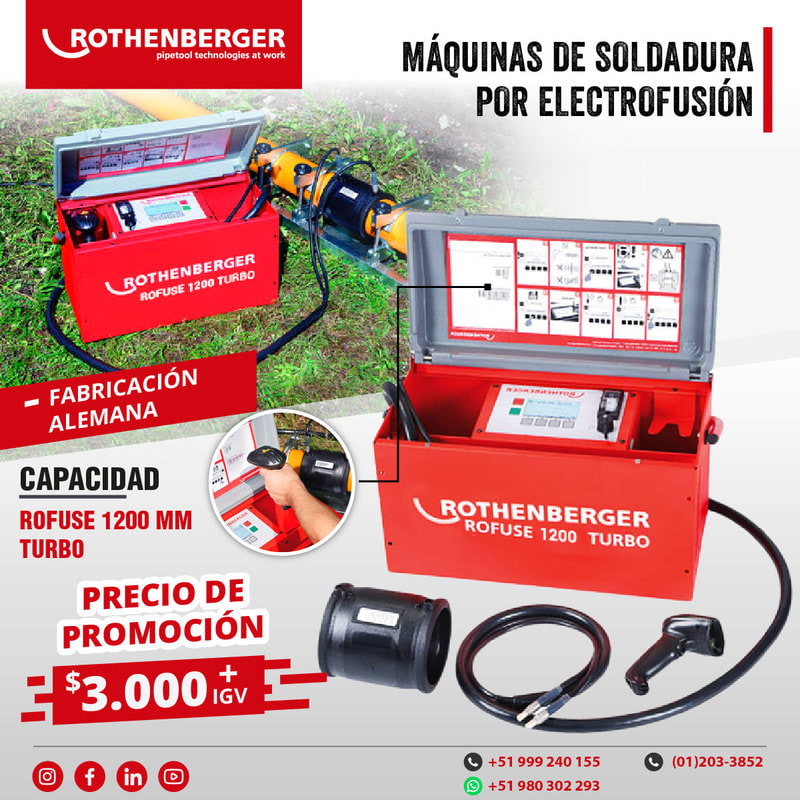 ROTHENBERGER
pipetool technologies at work
MÁQUINAS DE SOLDADURA
POR ELECTROFUSIÓN
ROTHENBERGER
ROFUSE 1200 TURBO
- FABRICACIÓN
ALEMANA
CAPACIDAD
ROFUSE 1200 MM
TURBO
ROTHENBERGER
ROTHENBERGER
ROFUSE 1200 TURBO
PRECIO DE
PROMOCIÓN
$3.000 + IGV
+51 999 240 155
(01)203-3852
+51 980 302 293